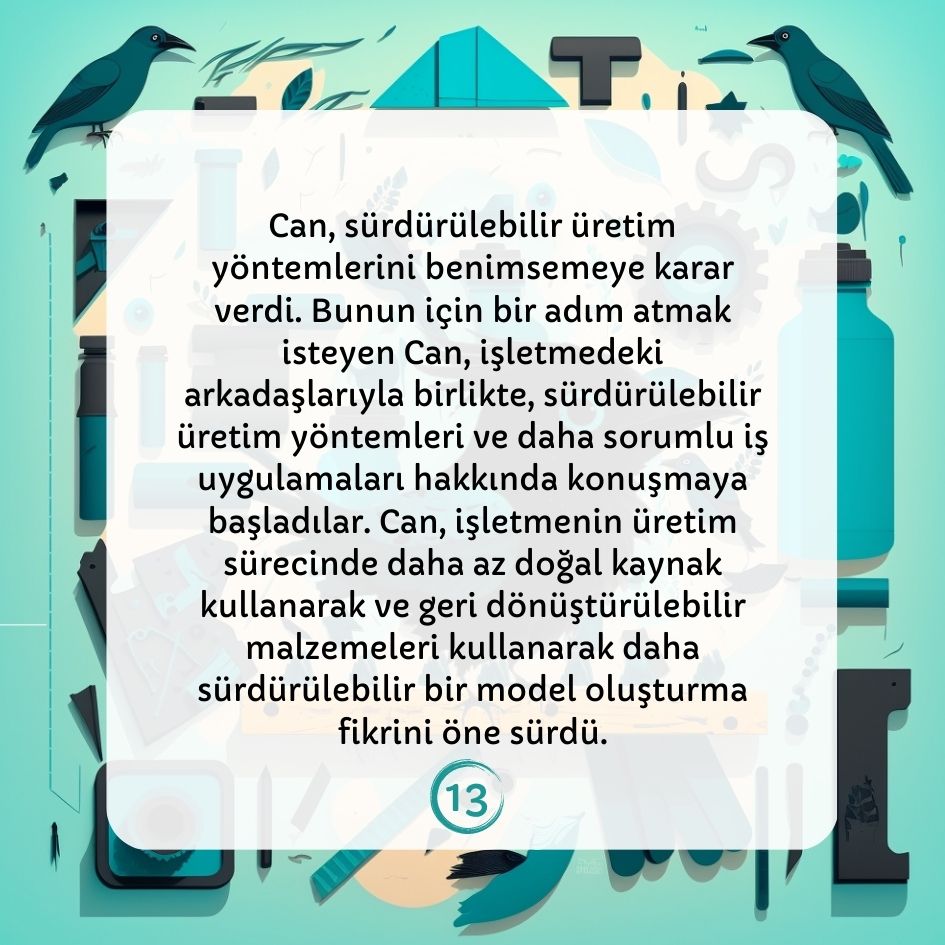 Can, sürdürülebilir üretim
yöntemlerini benimsemeye karar
verdi. Bunun için bir adım atmak
isteyen Can, işletmedeki
arkadaşlarıyla birlikte, sürdürülebilir
üretim yöntemleri ve daha sorumlu iş
uygulamaları hakkında konuşmaya
başladılar. Can, işletmenin üretim
sürecinde daha az doğal kaynak
kullanarak ve geri dönüştürülebilir
malzemeleri kullanarak daha
sürdürülebilir bir model oluşturma
fikrini öne sürdü.
13